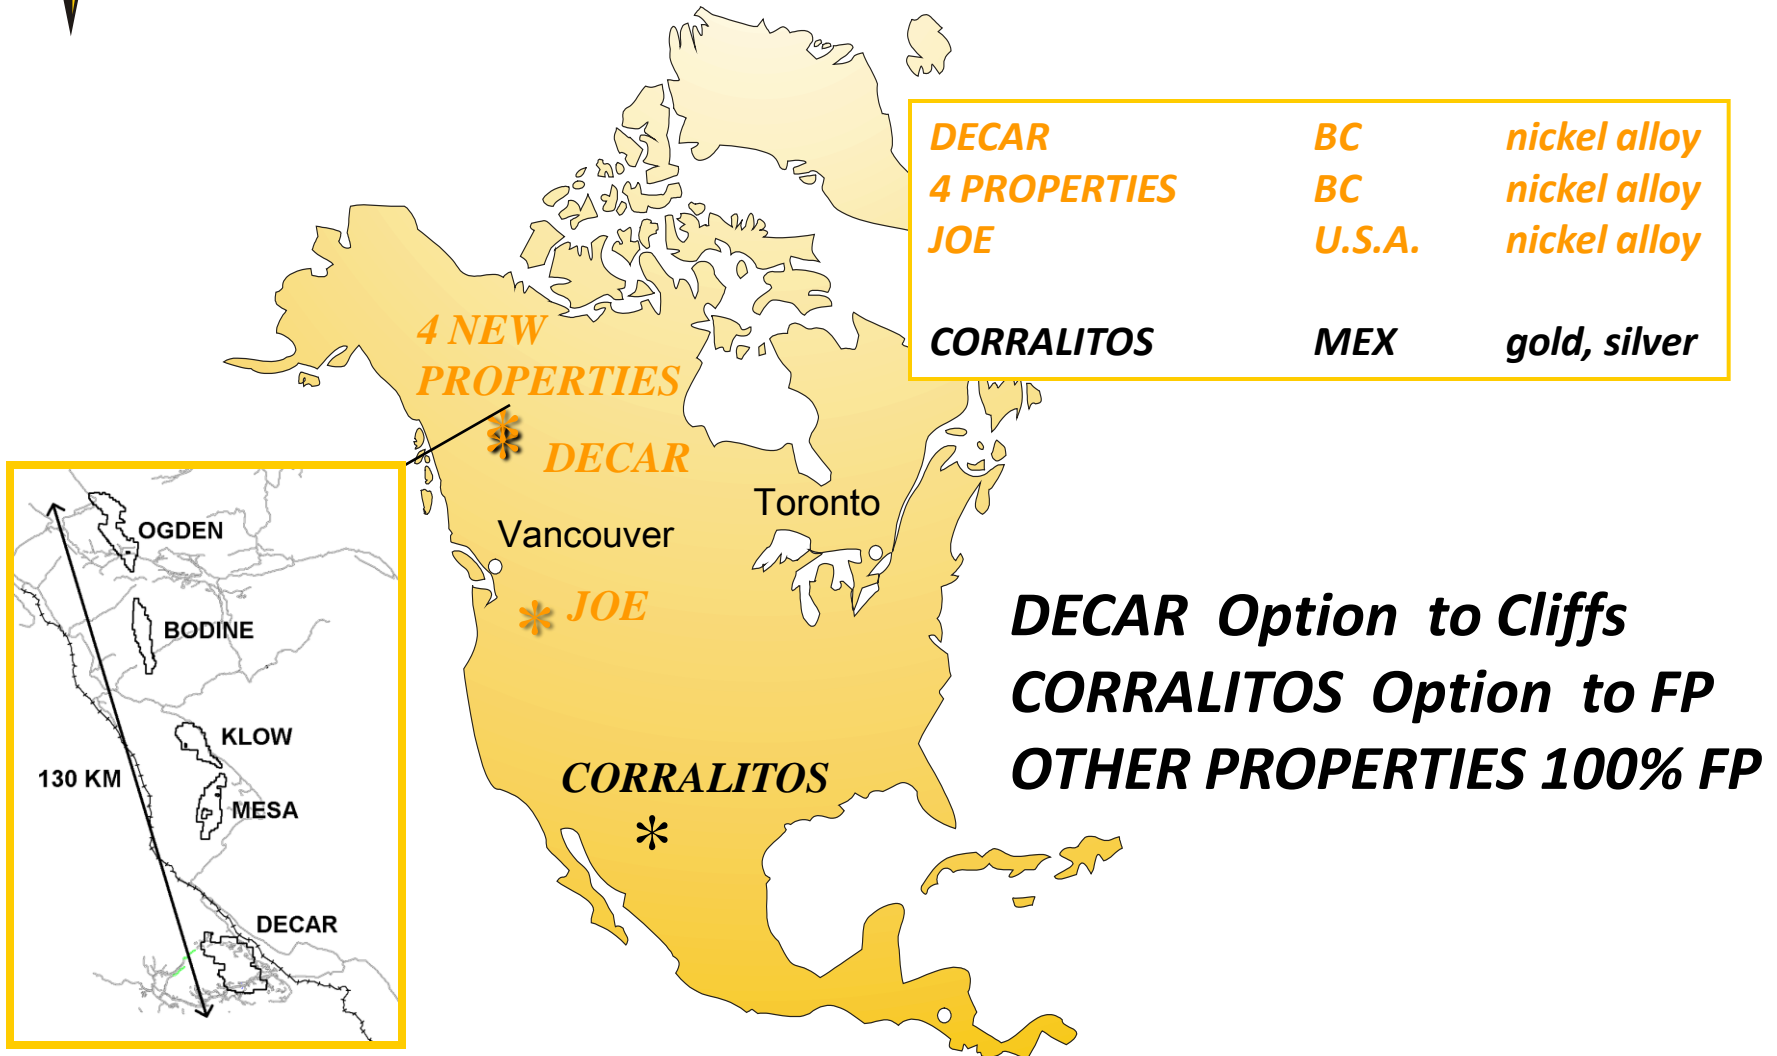 DECAR BC nickel alloy
4 PROPERTIES BC nickel alloy
JOE U.S.A. nickel alloy
CORRALITOS MEX gold, silver
4 NEW
PROPERTIES
DECAR
Toronto
Vancouver
JOE
CORRALITOS
OGDEN
BODINE
KLOW
130 KM
MESA
DECAR
DECAR Option to Cliffs
CORRALITOS Option to FP
OTHER PROPERTIES 100% FP